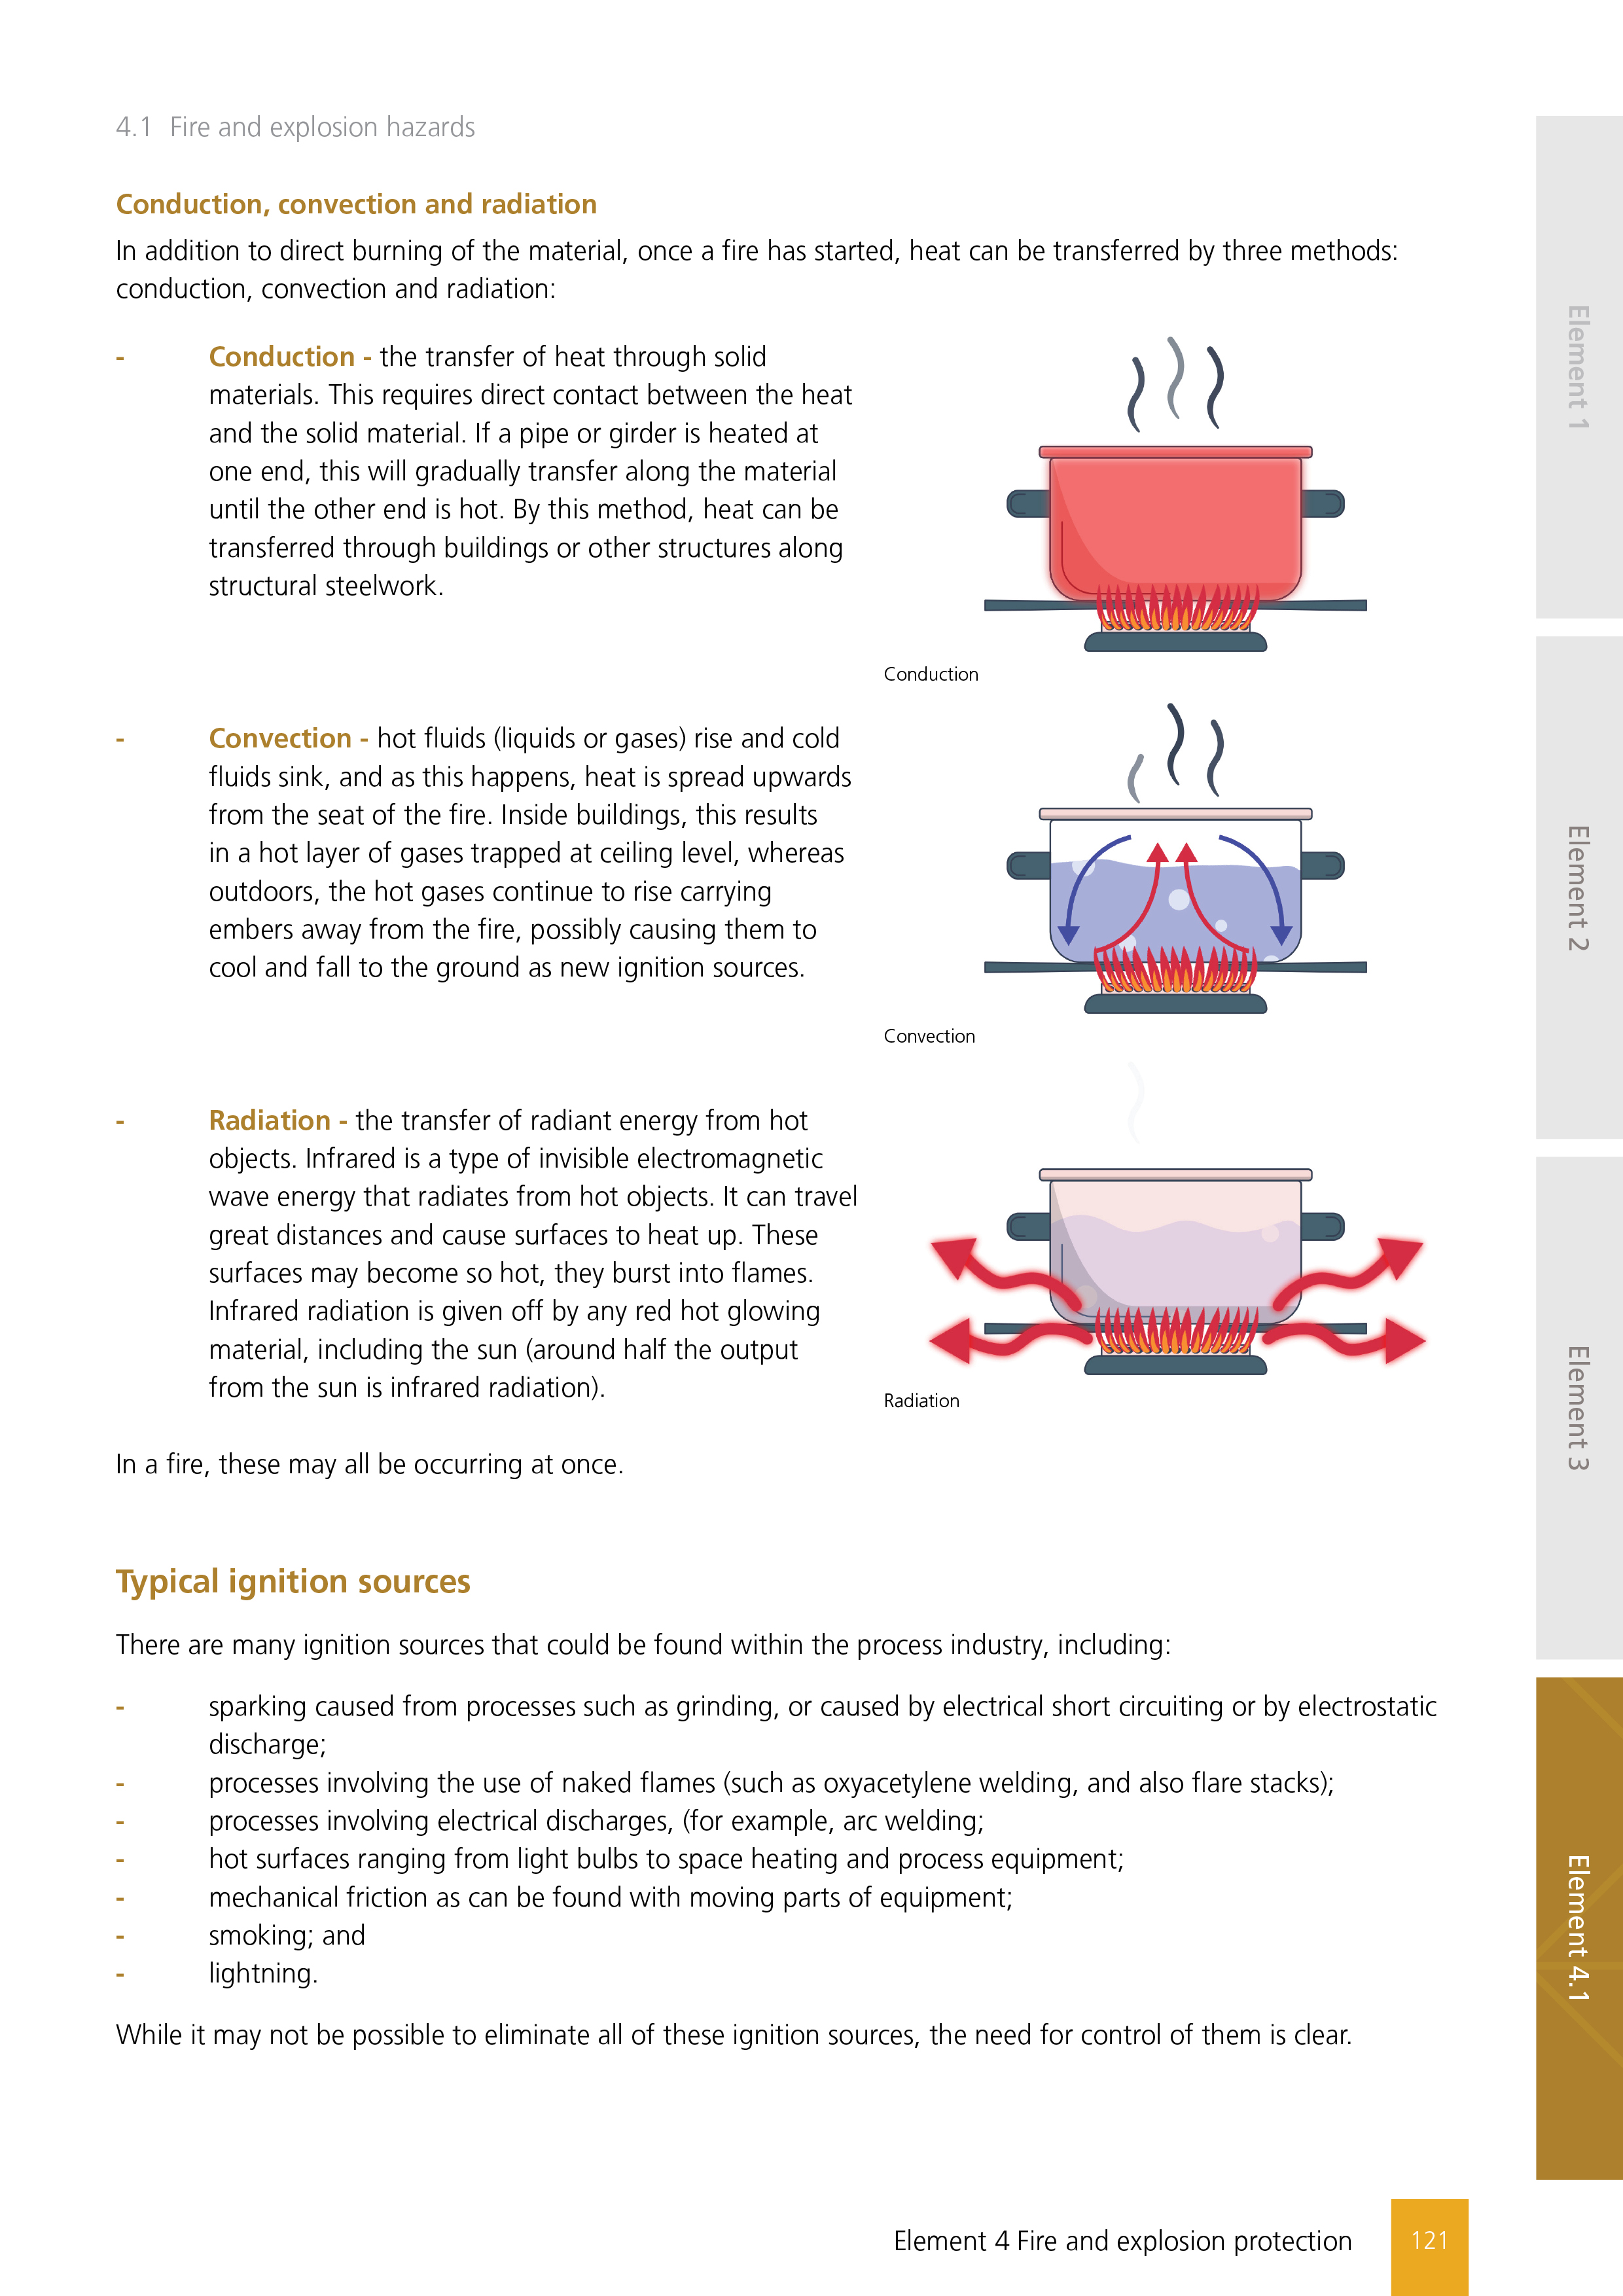 4.1 Fire and explosion hazards
Conduction, convection and radiation
In addition to direct burning of the material, once a fire has started, heat can be transferred by three methods:
conduction, convection and radiation:
- Conduction - the transfer of heat through solid
materials. This requires direct contact between the heat
and the solid material. If a pipe or girder is heated at
one end, this will gradually transfer along the material
until the other end is hot. By this method, heat can be
transferred through buildings or other structures along
structural steelwork.
Conduction
- Convection - hot fluids (liquids or gases) rise and cold
fluids sink, and as this happens, heat is spread upwards
from the seat of the fire. Inside buildings, this results
in a hot layer of gases trapped at ceiling level, whereas
outdoors, the hot gases continue to rise carrying
embers away from the fire, possibly causing them to
cool and fall to the ground as new ignition sources.
Convection
- Radiation - the transfer of radiant energy from hot
objects. Infrared is a type of invisible electromagnetic
wave energy that radiates from hot objects. It can travel
great distances and cause surfaces to heat up. These
surfaces may become so hot, they burst into flames.
Infrared radiation is given off by any red hot glowing
material, including the sun (around half the output
from the sun is infrared radiation).
Radiation
In a fire, these may all be occurring at once.
Typical ignition sources
There are many ignition sources that could be found within the process industry, including:
- sparking caused from processes such as grinding, or caused by electrical short circuiting or by electrostatic
discharge;
- processes involving the use of naked flames (such as oxyacetylene welding, and also flare stacks);
- processes involving electrical discharges, (for example, arc welding;
- hot surfaces ranging from light bulbs to space heating and process equipment;
- mechanical friction as can be found with moving parts of equipment;
- smoking; and
- lightning.
While it may not be possible to eliminate all of these ignition sources, the need for control of them is clear.
Element 4 Fire and explosion protection
121
Element 1
Element 2
Element 3
Element 4.1